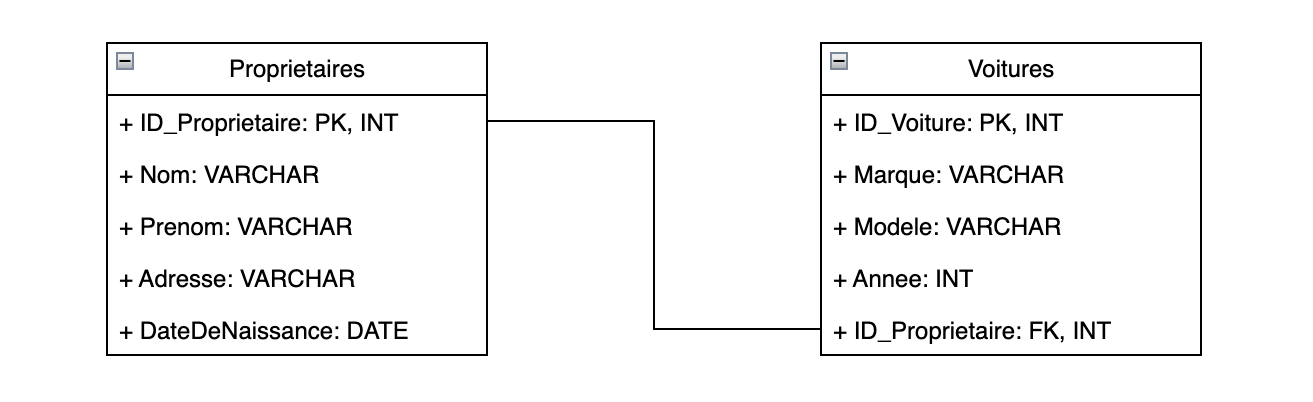 Proprietaires
+ ID_Proprietaire: PK, INT
+ Nom: VARCHAR
+ Prenom: VARCHAR
+ Adresse: VARCHAR
+ DateDeNaissance: DATE
Voitures
+ ID_Voiture: PK, INT
+ Marque: VARCHAR
+ Modele: VARCHAR
+ Annee: INT
+ ID_Proprietaire: FK, INT